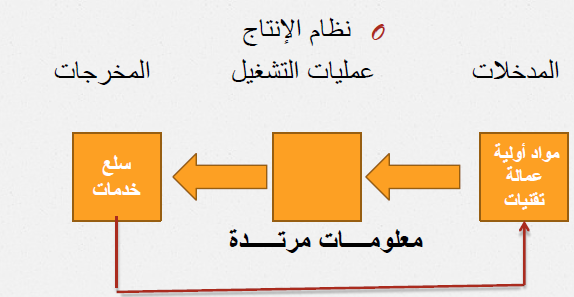 نظام الإنتاج
المدخلات
عمليات التشغيل
المخرجات
مواد أولية
عمالة
تقنيات
سلع
خدمات
معلومـــات مرتـــدة